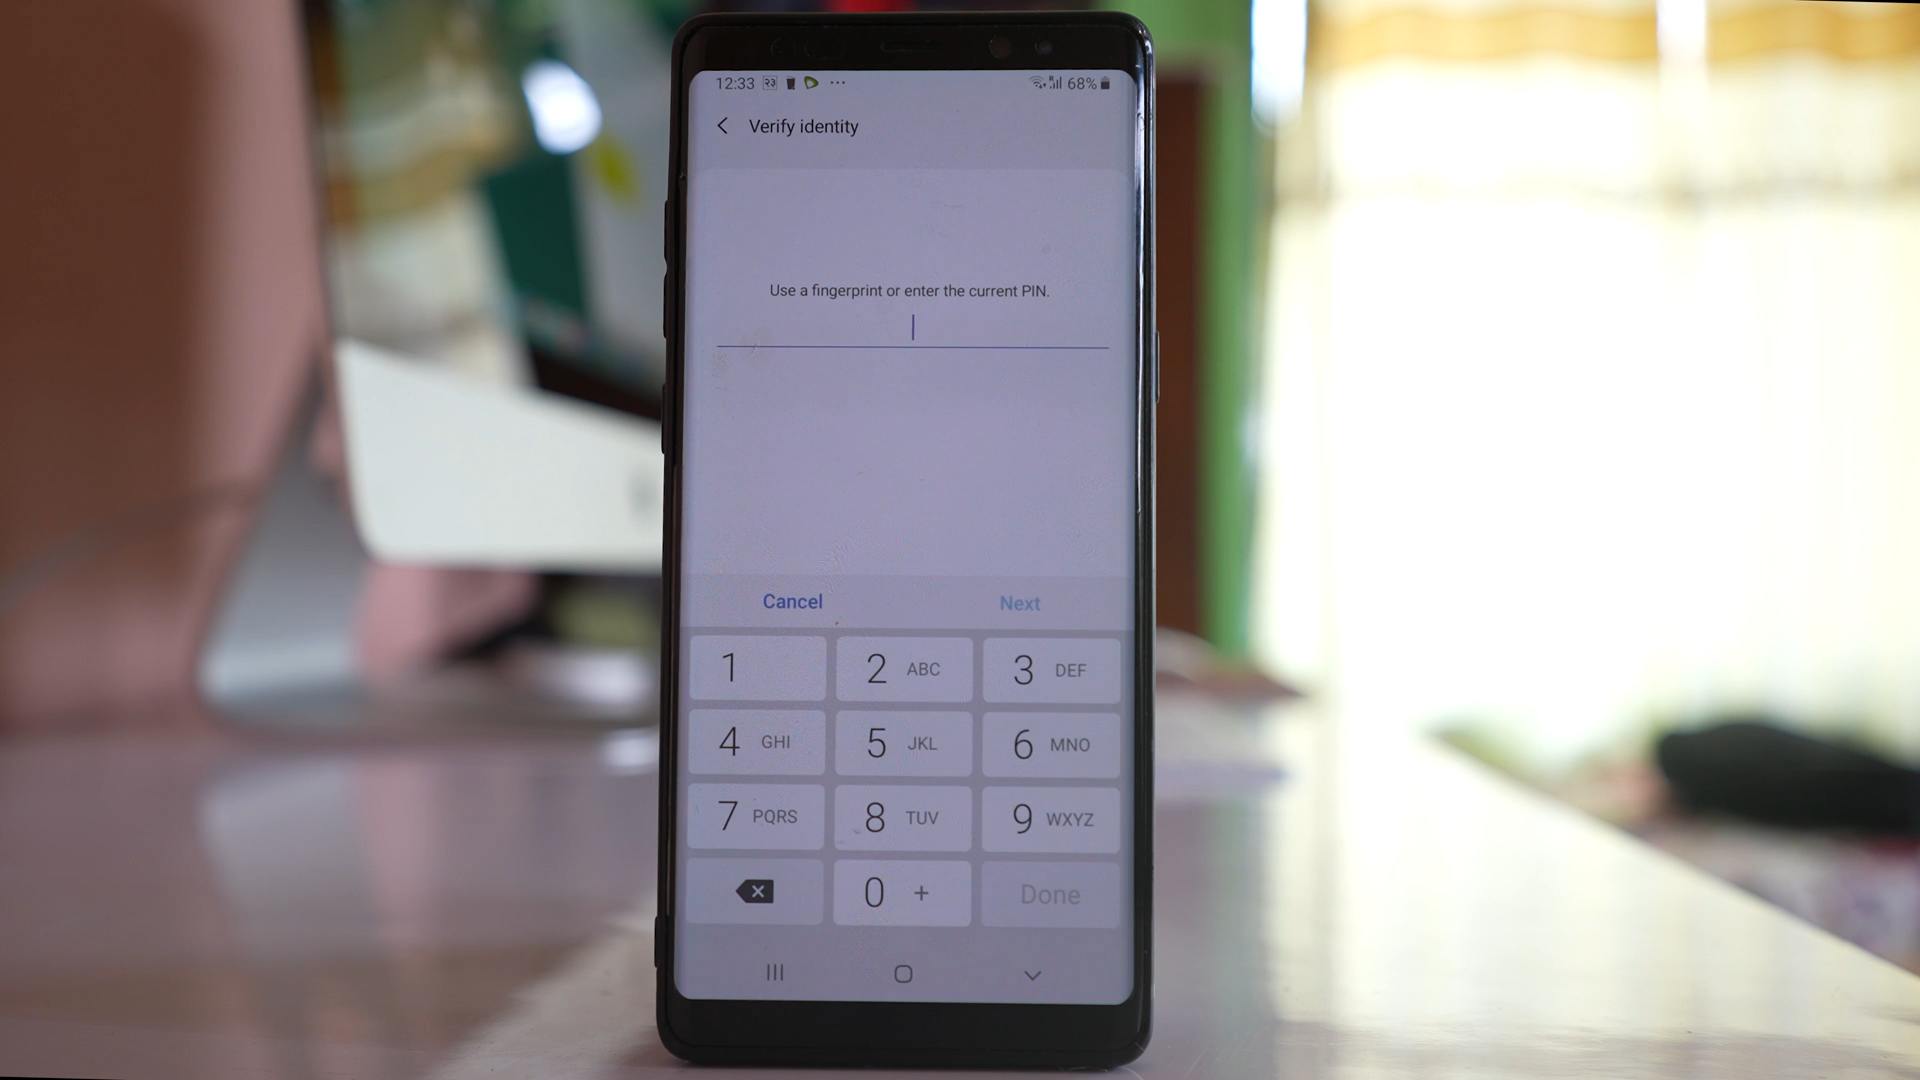 12:33 23 ... R 68%
Verify identity
Use a fingerprint or enter the current PIN.
Cancel Next
1 2 ABC 3 DEF
4 GHI 5 JKL 6 MNO
7 PQRS 8 TUV 9 WXYZ
0 + Done